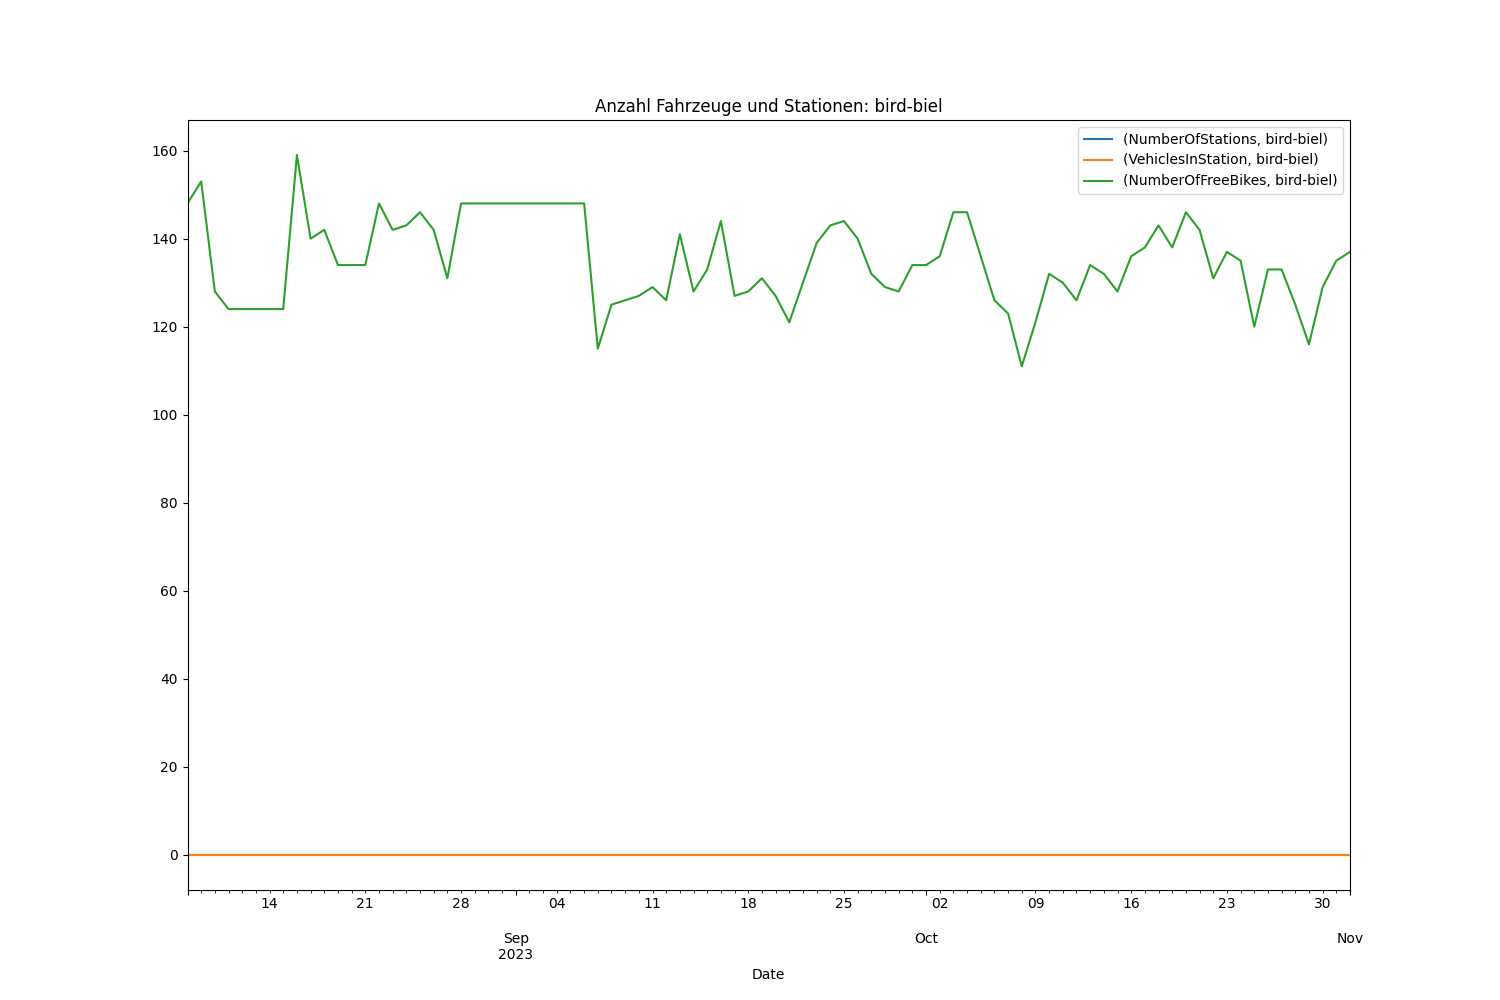 Anzahl Fahrzeuge und Stationen: bird-biel
(NumberOfStations, bird-biel)
(VehiclesInStation, bird-biel)
(NumberOfFreeBikes, bird-biel)
160
140
120
100
80
60
40
20
0
14 21 28 04 11 18 25 02 09 16 23 30
Sep Oct Nov
2023
Date